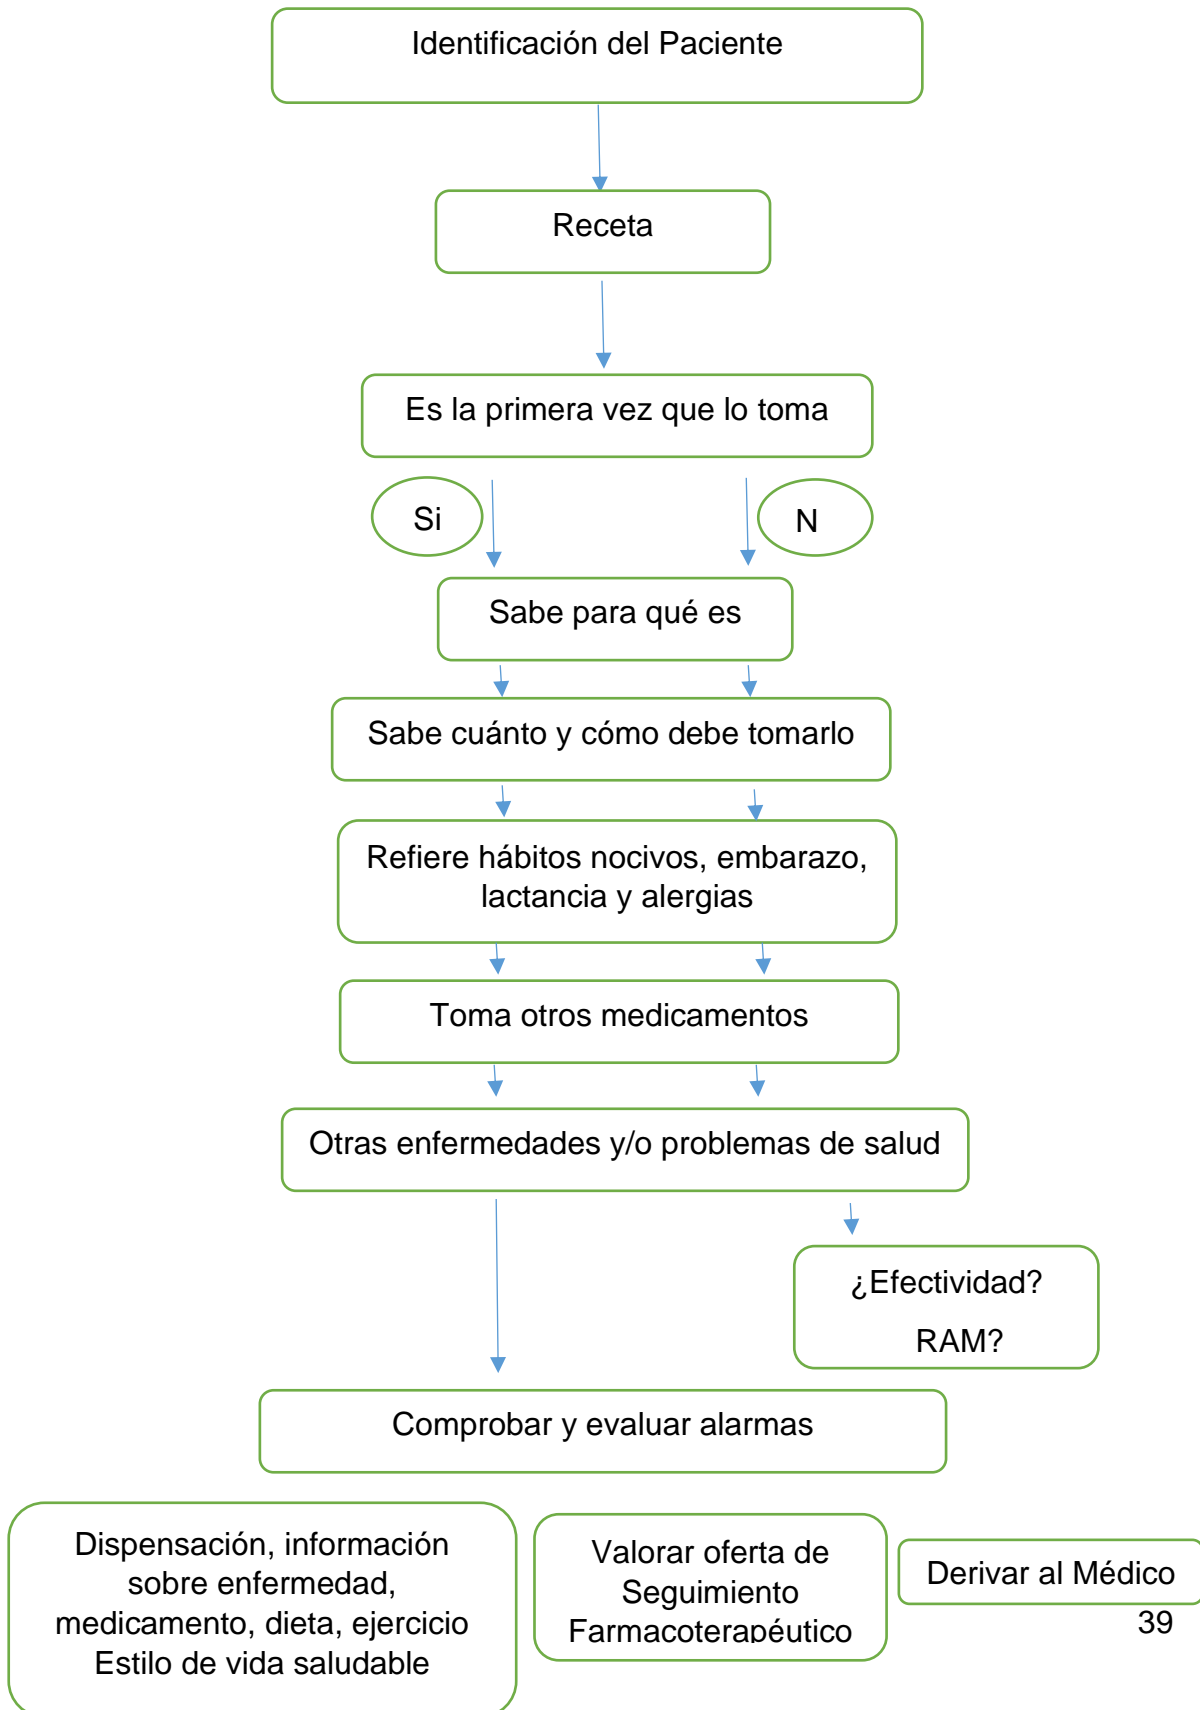 Identificación del Paciente
Receta
Es la primera vez que lo toma
Si
N
Sabe para qué es
Sabe cuánto y cómo debe tomarlo
Refiere hábitos nocivos, embarazo,
lactancia y alergias
Toma otros medicamentos
Otras enfermedades y/o problemas de salud
¿Efectividad?
RAM?
Comprobar y evaluar alarmas
Dispensación, información
sobre enfermedad,
medicamento, dieta, ejercicio
Estilo de vida saludable
Valorar oferta de
Seguimiento
Farmacoterapéutico
Derivar al Médico
39